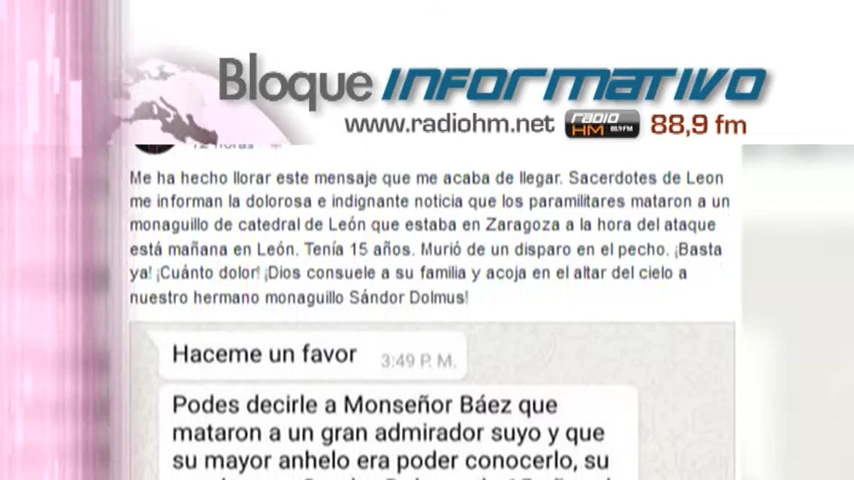 Bloque INFORMATIVO
www.radiohm.net RADIO HM 88,9 FM 88,9 fm
Me ha hecho llorar este mensaje que me acaba de llegar. Sacerdotes de Leon
me informan la dolorosa e indignante noticia que los paramilitares mataron a un
monaguillo de catedral de León que estaba en Zaragoza a la hora del ataque
está mañana en León. Tenía 15 años. Murió de un disparo en el pecho. ¡Basta
ya! ¡Cuánto dolor! ¡Dios consuele a su familia y acoja en el altar del cielo a
nuestro hermano monaguillo Sándor Dolmus!
Haceme un favor 3:49 P. M.
Podes decirle a Monseñor Báez que
mataron a un gran admirador suyo y que
su mayor anhelo era poder conocerlo, su